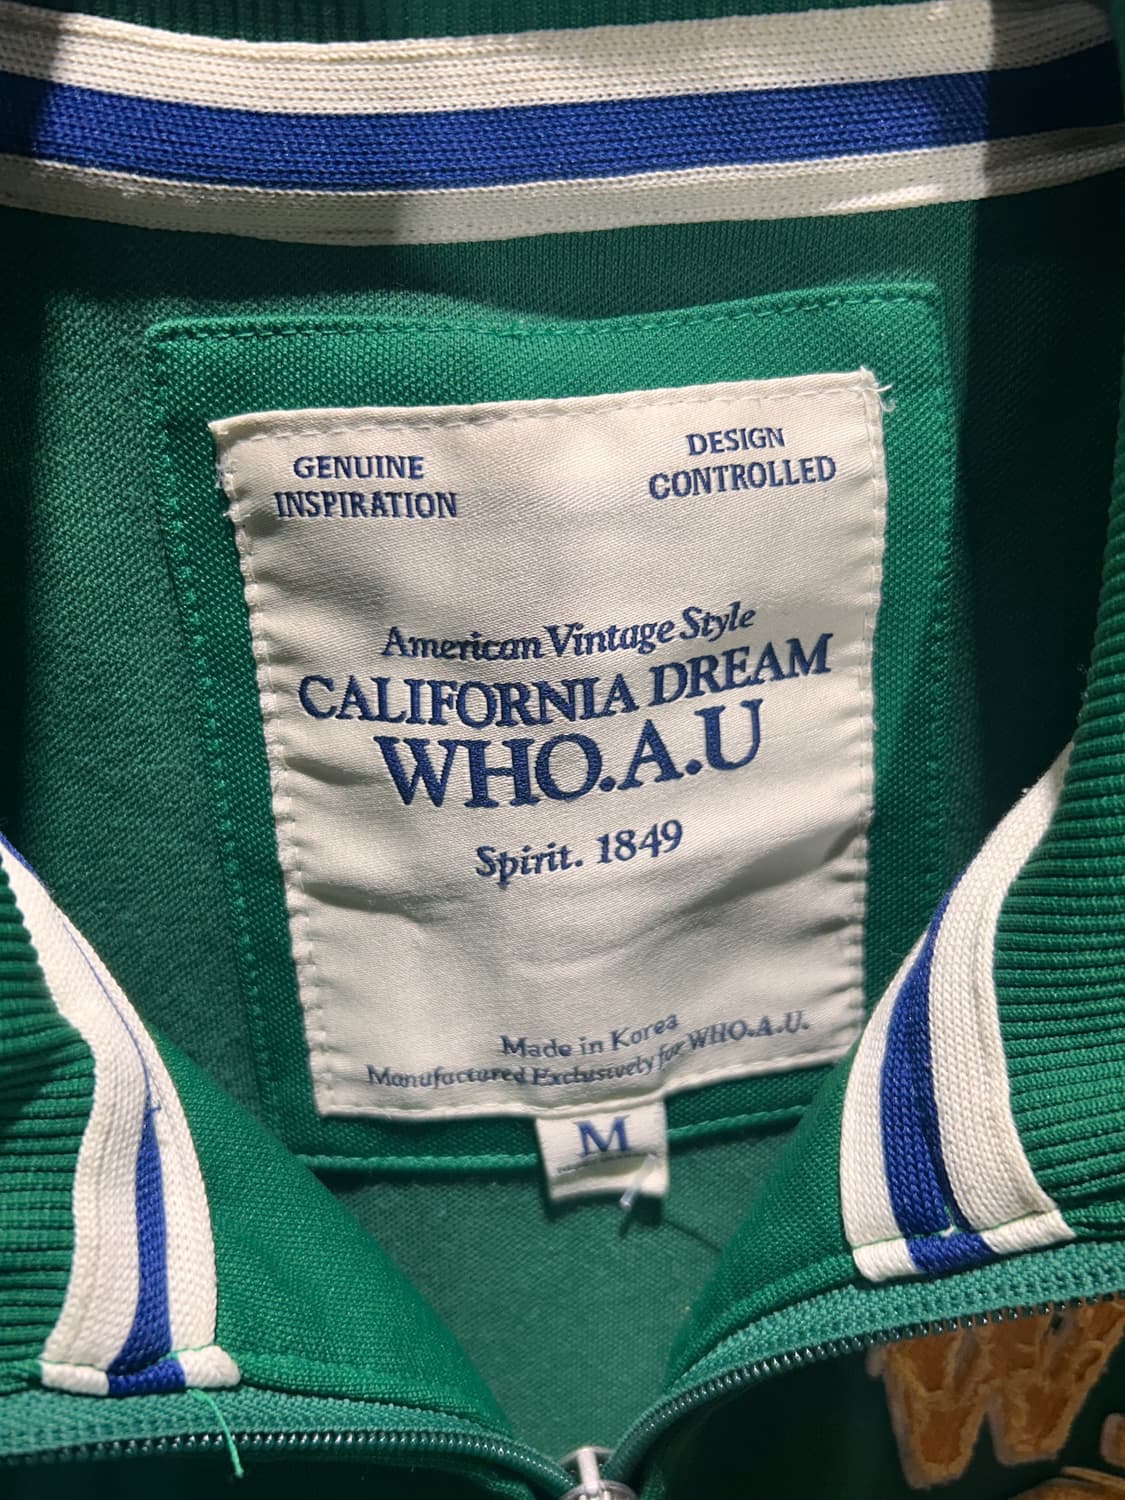 GENUINE
INSPIRATION
DESIGN
CONTROLLED
American Vintage Style
CALIFORNIA DREAM
WHO.A.U
Spirit. 1849
Made in Korea
Manufactured Exclusively for WHO.A.U.
M
W